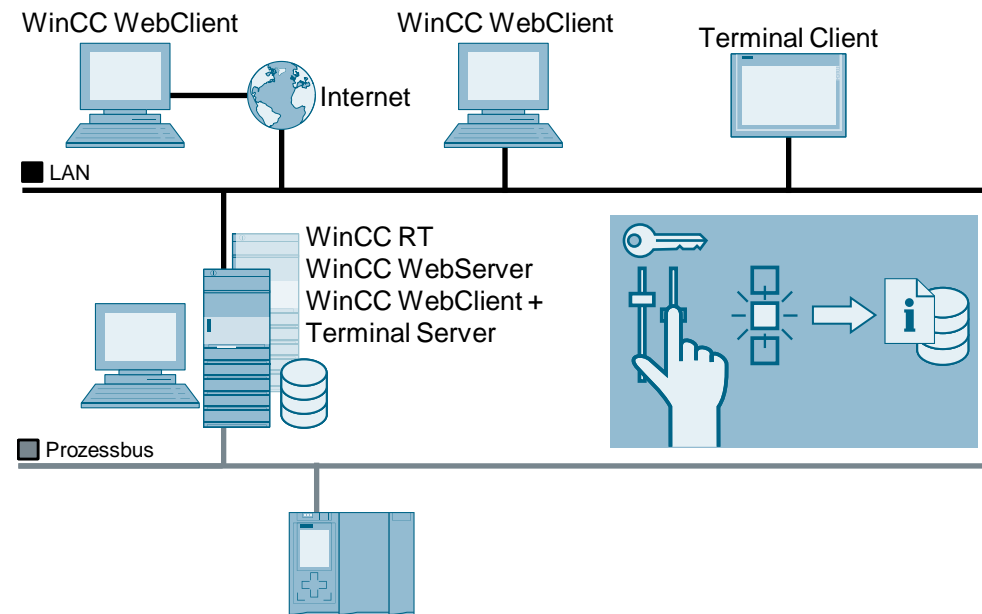 WinCC WebClient
WinCC WebClient
Terminal Client
Internet
LAN
WinCC RT
WinCC WebServer
WinCC WebClient +
Terminal Server
i
Prozessbus